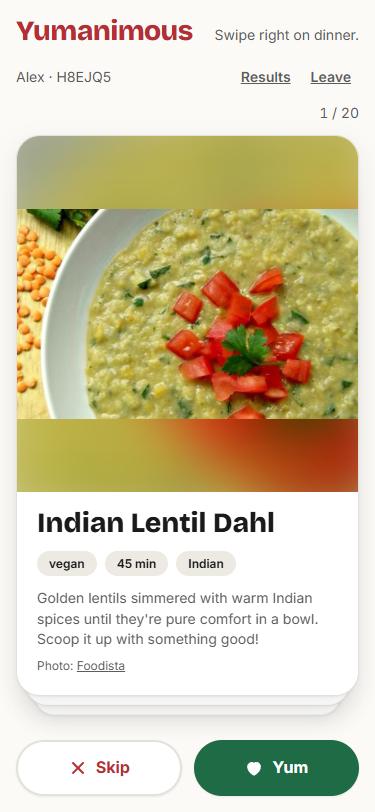 Yumanimous
Swipe right on dinner.
Alex · H8EJQ5
Results
Leave
1 / 20
Indian Lentil Dahl
vegan
45 min
Indian
Golden lentils simmered with warm Indian
spices until they're pure comfort in a bowl.
Scoop it up with something good!
Photo: Foodista
Skip
Yum